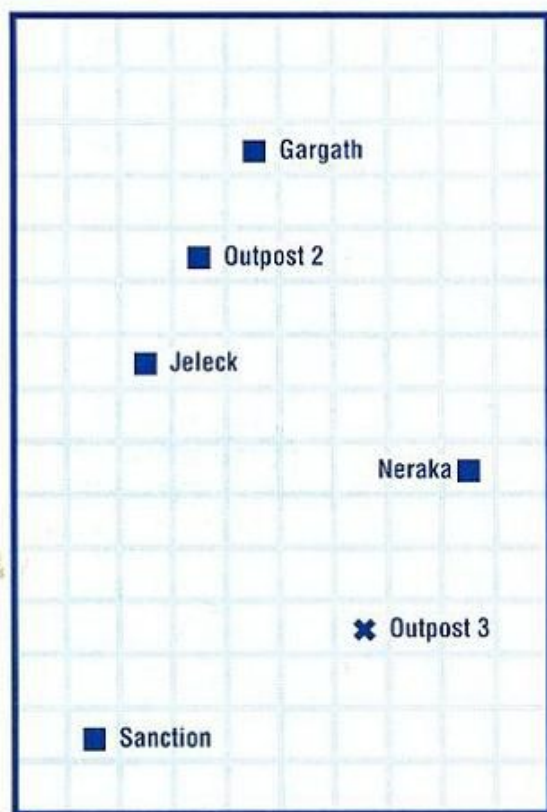 Gargath
Outpost 2
Jeleck
Neraka
Outpost 3
Sanction